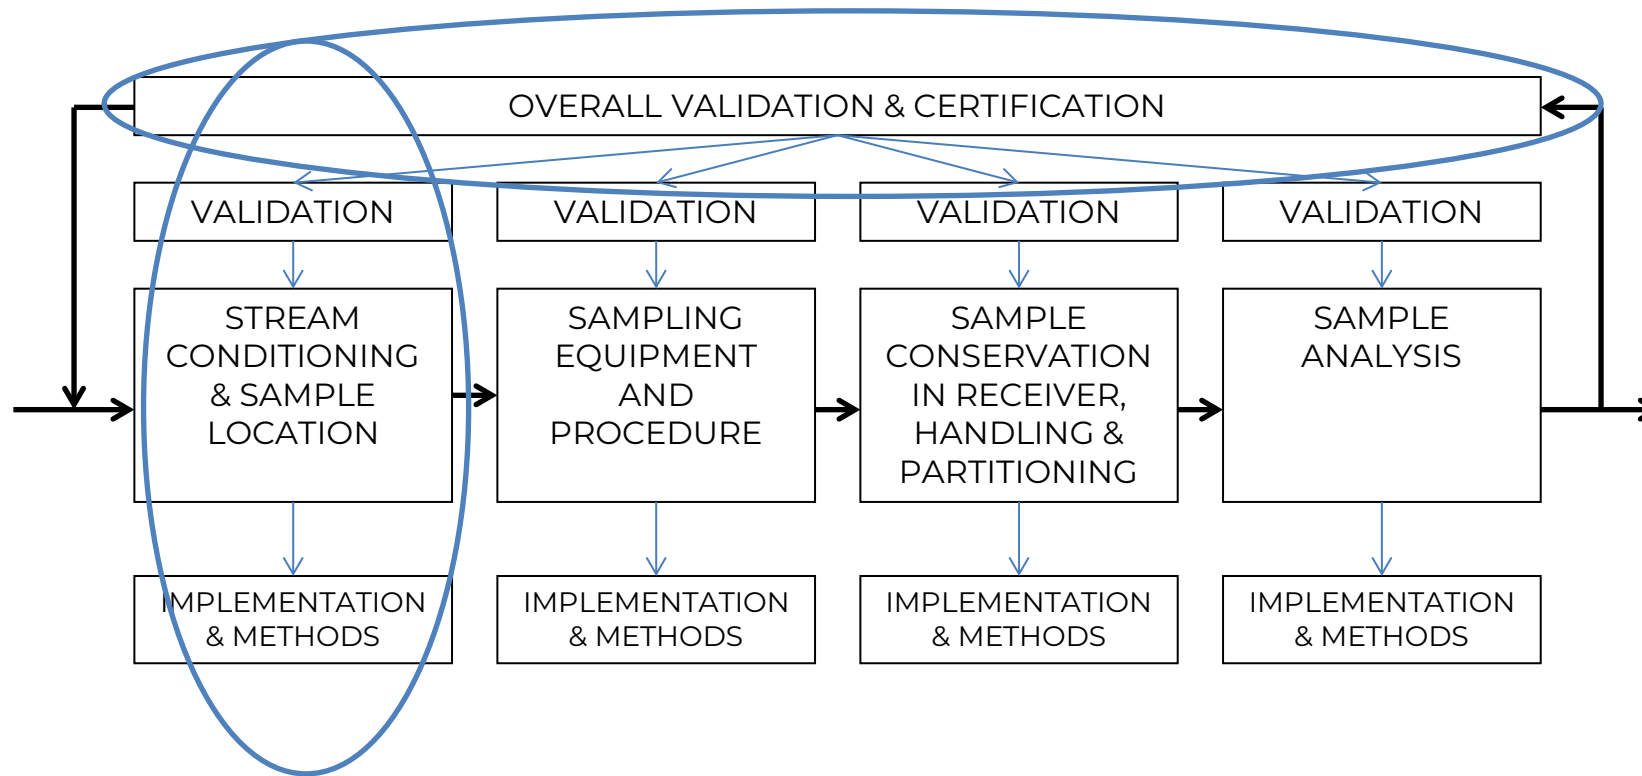 OVERALL VALIDATION & CERTIFICATION
VALIDATION
VALIDATION
VALIDATION
VALIDATION
STREAM
CONDITIONING
& SAMPLE
LOCATION
SAMPLING
EQUIPMENT
AND
PROCEDURE
SAMPLE
CONSERVATION
IN RECEIVER,
HANDLING &
PARTITIONING
SAMPLE
ANALYSIS
IMPLEMENTATION
& METHODS
IMPLEMENTATION
& METHODS
IMPLEMENTATION
& METHODS
IMPLEMENTATION
& METHODS